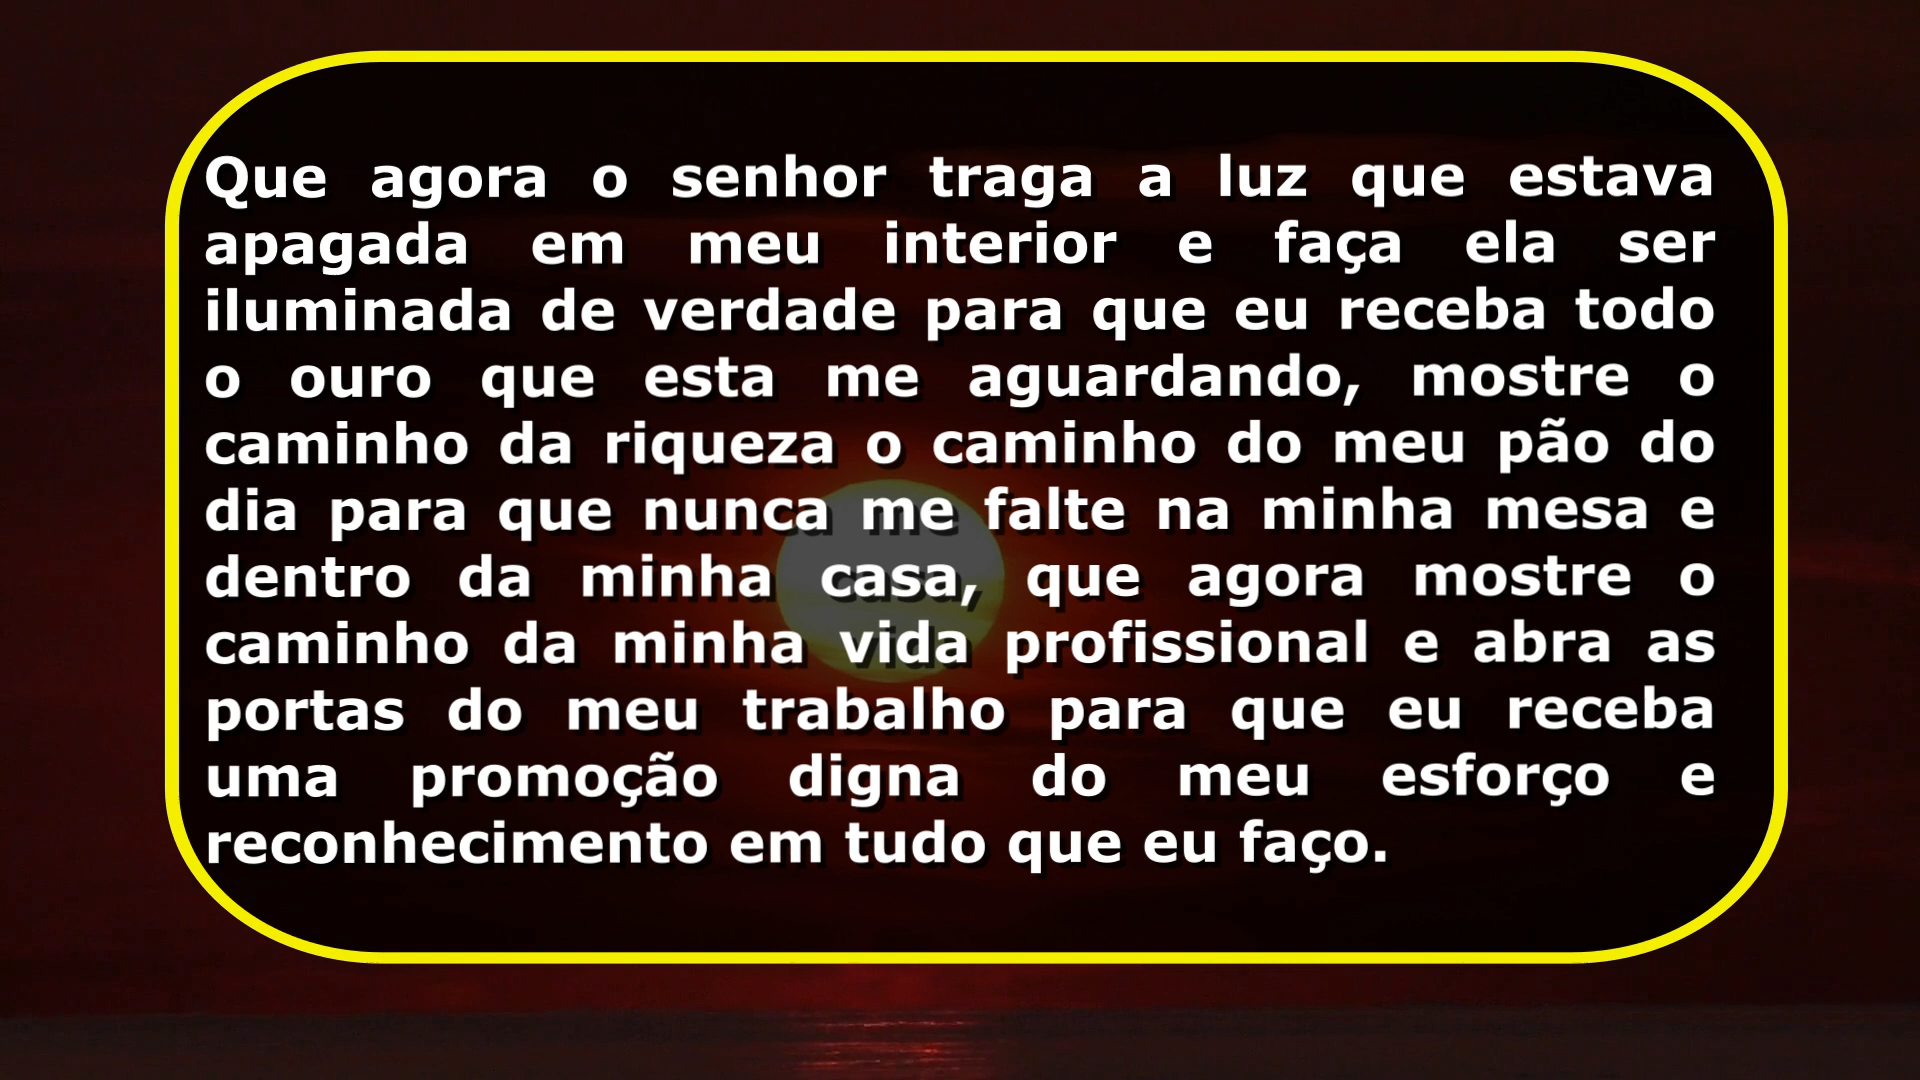 Que agora o senhor traga a luz que estava
apagada em meu interior e faça ela ser
iluminada de verdade para que eu receba todo
o ouro que esta me aguardando, mostre o
caminho da riqueza o caminho do meu pão do
dia para que nunca me falte na minha mesa e
dentro da minha casa, que agora mostre o
caminho da minha vida profissional e abra as
portas do meu trabalho para que eu receba
uma promoção digna do meu esforço e
reconhecimento em tudo que eu faço.